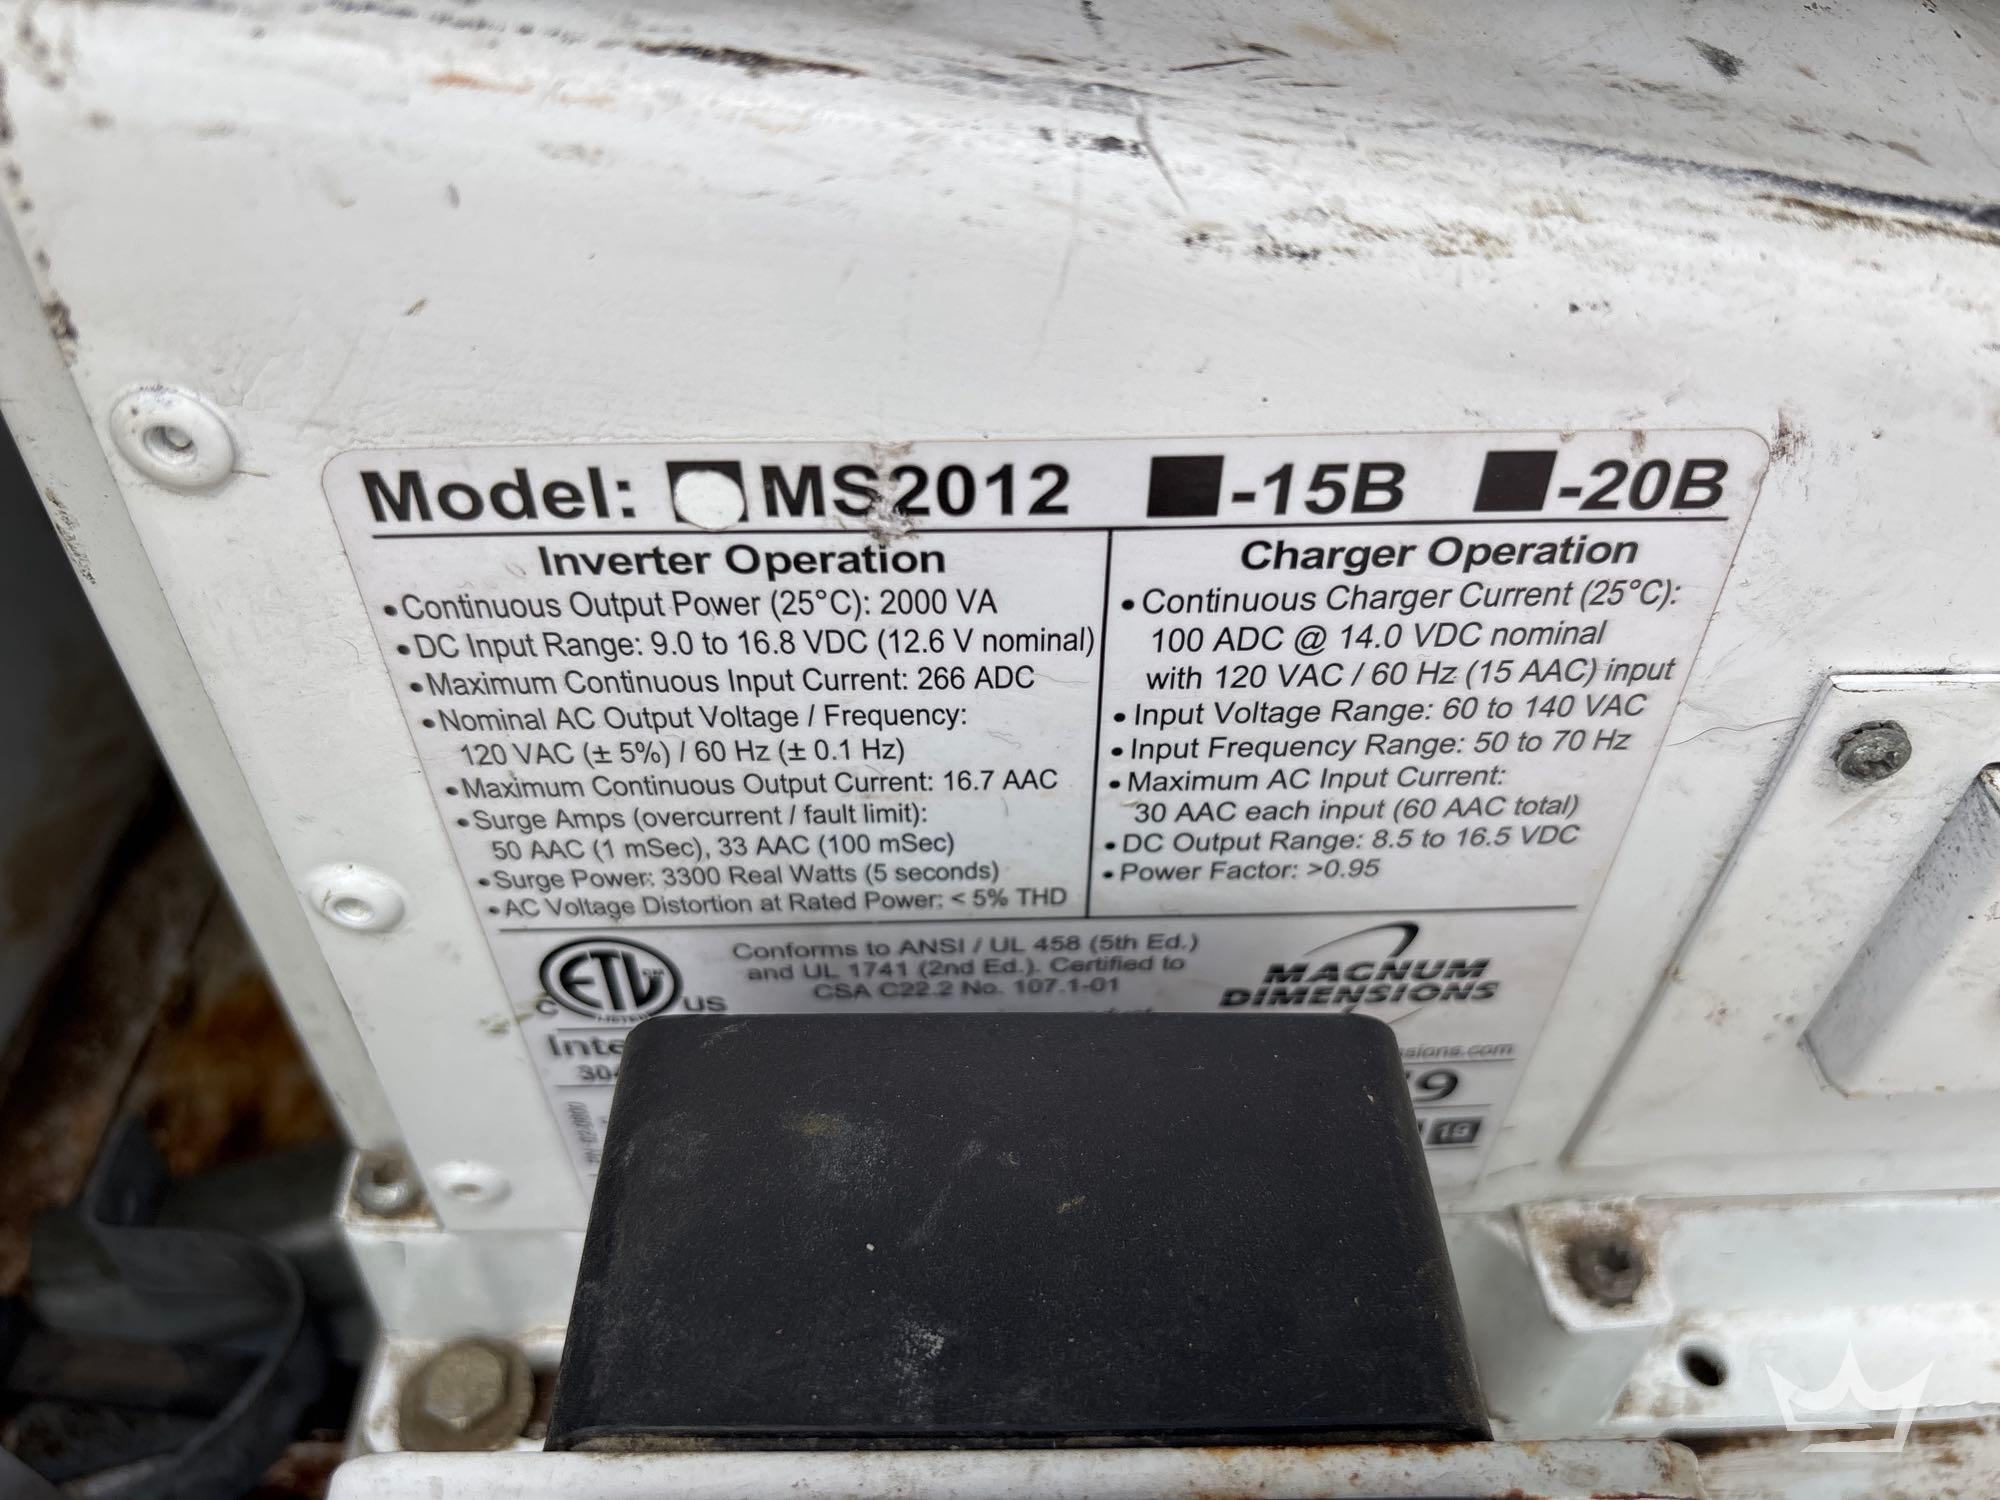 Model: MS2012 -15B -20B
Inverter Operation
• Continuous Output Power (25°C): 2000 VA
• DC Input Range: 9.0 to 16.8 VDC (12.6 V nominal)
• Maximum Continuous Input Current: 266 ADC
• Nominal AC Output Voltage / Frequency:
120 VAC (± 5%) / 60 Hz (± 0.1 Hz)
• Maximum Continuous Output Current: 16.7 AAC
• Surge Amps (overcurrent / fault limit):
50 AAC (1 mSec), 33 AAC (100 mSec)
• Surge Power: 3300 Real Watts (5 seconds)
• AC Voltage Distortion at Rated Power: < 5% THD
Charger Operation
• Continuous Charger Current (25°C):
100 ADC @ 14.0 VDC nominal
with 120 VAC / 60 Hz (15 AAC) input
• Input Voltage Range: 60 to 140 VAC
• Input Frequency Range: 50 to 70 Hz
• Maximum AC Input Current:
30 AAC each input (60 AAC total)
• DC Output Range: 8.5 to 16.5 VDC
• Power Factor: >0.95
C ETL US
Conforms to ANSI / UL 458 (5th Ed.)
and UL 1741 (2nd Ed.). Certified to
CSA C22.2 No. 107.1-01
MAGNUM
DIMENSIONS
Inte
304
sions.com
9
19